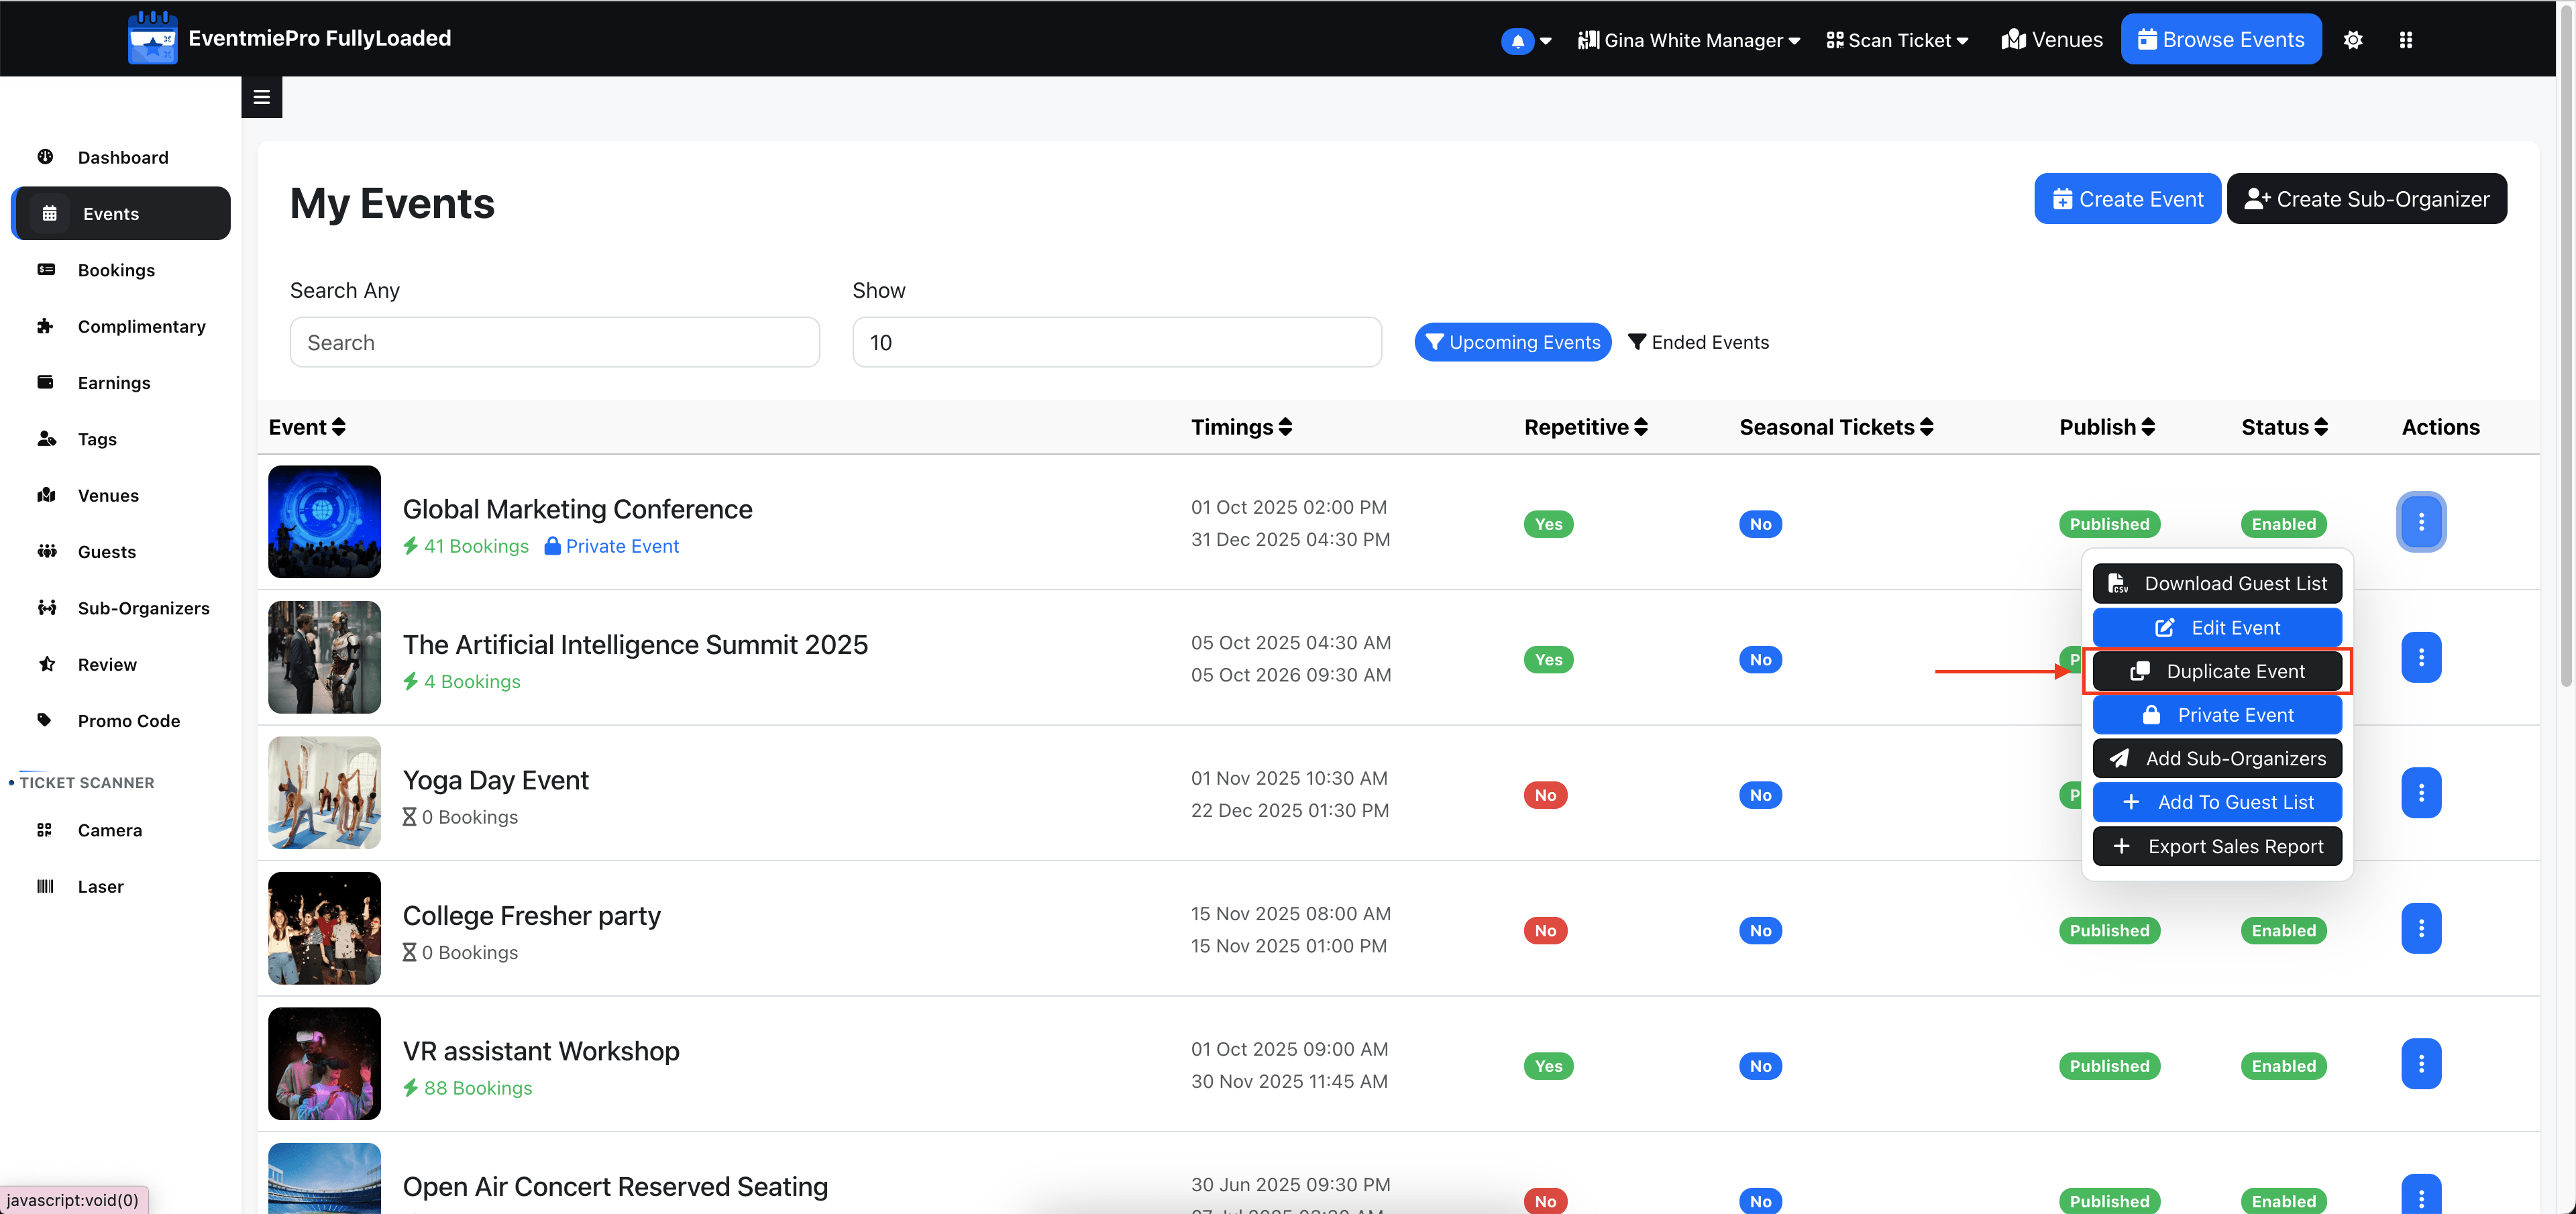 EventmiePro FullyLoaded
Gina White Manager
Scan Ticket
Venues
Browse Events
Dashboard
Events
Bookings
Complimentary
Earnings
Tags
Venues
Guests
Sub-Organizers
Review
Promo Code
TICKET SCANNER
Camera
Laser
My Events
Create Event
Create Sub-Organizer
Search Any
Show
Search
10
Upcoming Events
Ended Events
Event Timings Repetitive Seasonal Tickets Publish Status Actions
Global Marketing Conference
41 Bookings Private Event
01 Oct 2025 02:00 PM
31 Dec 2025 04:30 PM
Yes
No
Published
Enabled
The Artificial Intelligence Summit 2025
4 Bookings
05 Oct 2025 04:30 AM
05 Oct 2026 09:30 AM
Yes
No
P
Yoga Day Event
0 Bookings
01 Nov 2025 10:30 AM
22 Dec 2025 01:30 PM
No
No
P
Download Guest List
CSV
Edit Event
Duplicate Event
Private Event
Add Sub-Organizers
Add To Guest List
Export Sales Report
College Fresher party
0 Bookings
15 Nov 2025 08:00 AM
15 Nov 2025 01:00 PM
No
No
Published
Enabled
VR assistant Workshop
88 Bookings
01 Oct 2025 09:00 AM
30 Nov 2025 11:45 AM
Yes
No
Published
Enabled
Open Air Concert Reserved Seating
30 Jun 2025 09:30 PM
No
No
Published
Enabled
javascript:void(0)